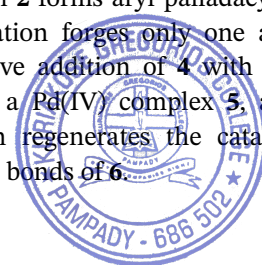 n 2 forms aryl palladacy
ation forges only one a
ve addition of 4 with
a Pd(IV) complex 5, a
n regenerates the cata
bonds of 6.
KURIAKOSE GREGORIOS COLLEGE
PAMPADY - 686 502